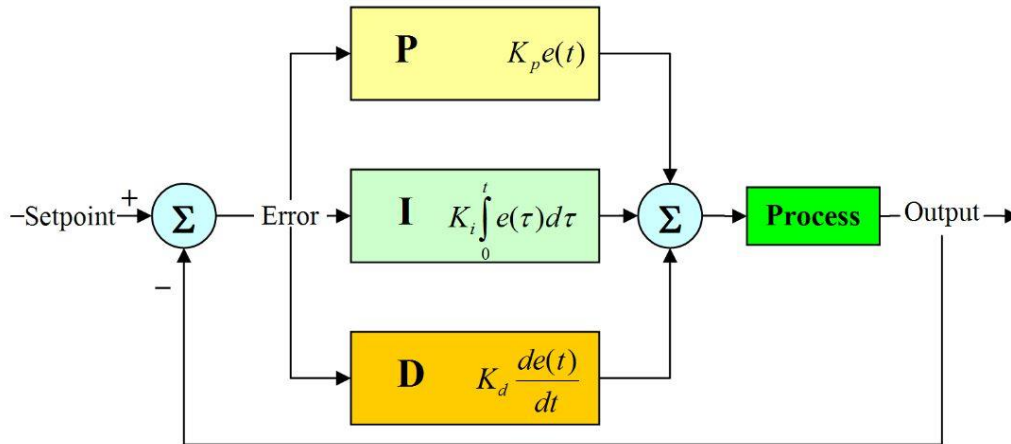 P K_p e(t)
–Setpoint + Σ Error I K_i ∫_0^t e(τ)dτ Σ Process Output
–
D K_d de(t)/dt